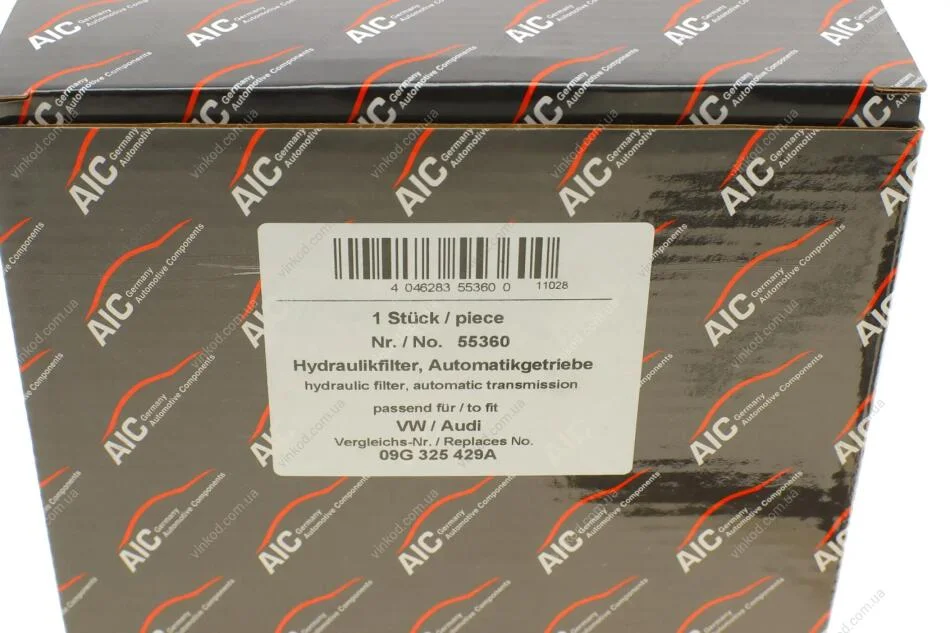 AIC Germany Automotive Components
4 046283 55360 0 11028
1 Stück / piece
Nr. / No. 55360
Hydraulikfilter, Automatikgetriebe
hydraulic filter, automatic transmission
passend für / to fit
VW / Audi
Vergleichs-Nr. / Replaces No.
09G 325 429A
vinkod.com.ua